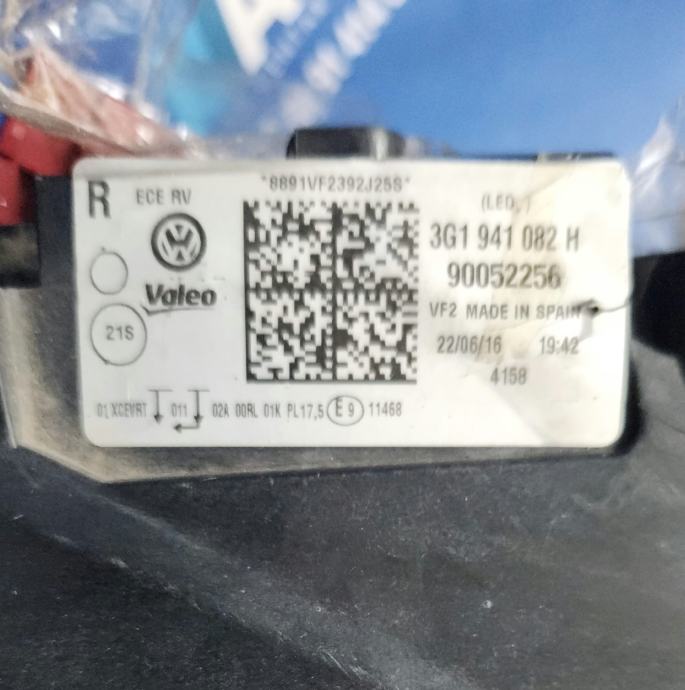 R
ECE RV
*8891VF2392J25S*
(LED
3G1 941 082 H
90052256
Valeo
VF2 MADE IN SPAIN
21S
22/06/16 19:42
4158
01 XCEVRT 011 02A 00RL 01K PL17,5 E9 11468